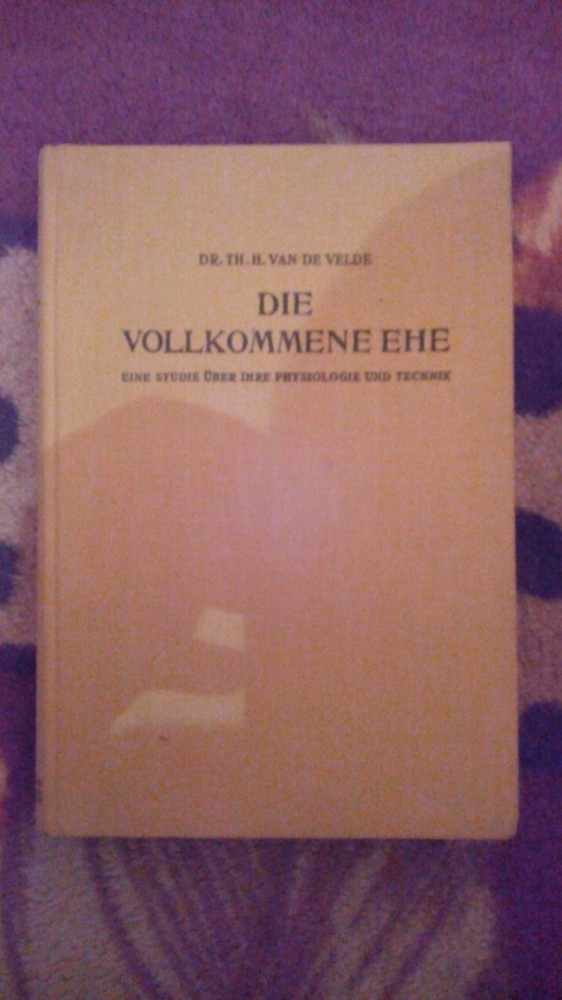 DR. TH. H. VAN DE VELDE
DIE
VOLLKOMMENE EHE
EINE STUDIE ÜBER IHRE PHYSIOLOGIE UND TECHNIK